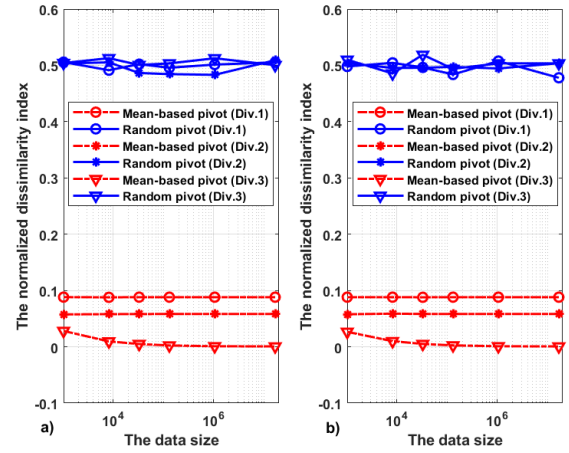 The normalized dissimilarity index
0.6
0.5
0.4
0.3
0.2
0.1
0
-0.1
Mean-based pivot (Div.1)
Random pivot (Div.1)
Mean-based pivot (Div.2)
Random pivot (Div.2)
Mean-based pivot (Div.3)
Random pivot (Div.3)
10^4
10^6
a)
The data size
The normalized dissimilarity index
0.6
0.5
0.4
0.3
0.2
0.1
0
-0.1
Mean-based pivot (Div.1)
Random pivot (Div.1)
Mean-based pivot (Div.2)
Random pivot (Div.2)
Mean-based pivot (Div.3)
Random pivot (Div.3)
10^4
10^6
b)
The data size